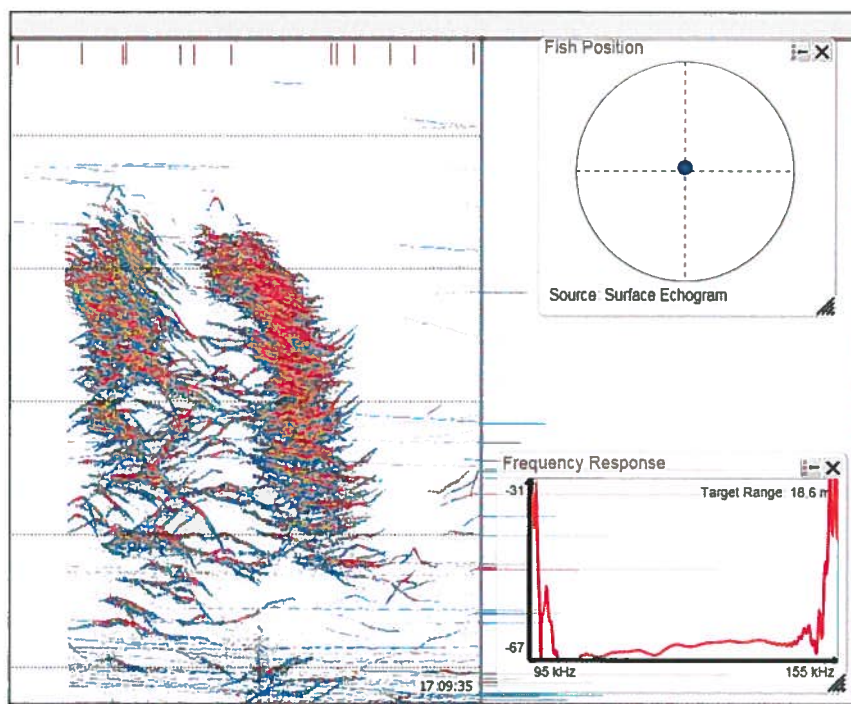 Fish Position
Source: Surface Echogram
Frequency Response
-31
Target Range: 18,6 m
-67
95 kHz
155 kHz
17:09:35